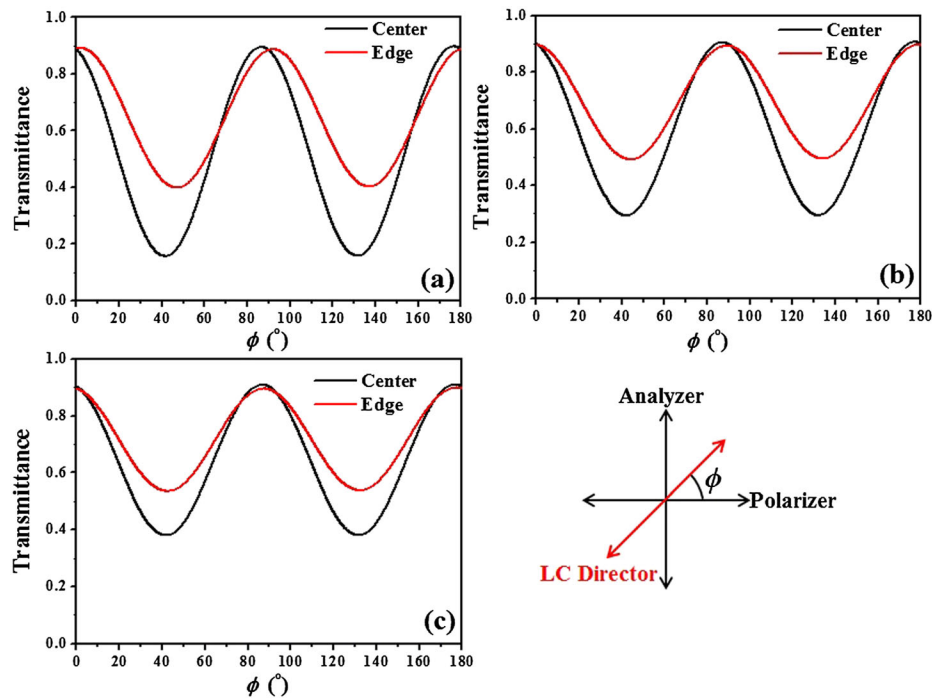 1.0
0.8
0.6
0.4
0.2
0.0
Transmittance
Center
Edge
(a)
0 20 40 60 80 100 120 140 160 180
ϕ (°)
1.0
0.8
0.6
0.4
0.2
0.0
Transmittance
Center
Edge
(b)
0 20 40 60 80 100 120 140 160 180
ϕ (°)
1.0
0.8
0.6
0.4
0.2
0.0
Transmittance
Center
Edge
(c)
0 20 40 60 80 100 120 140 160 180
ϕ (°)
Analyzer
ϕ
Polarizer
LC Director